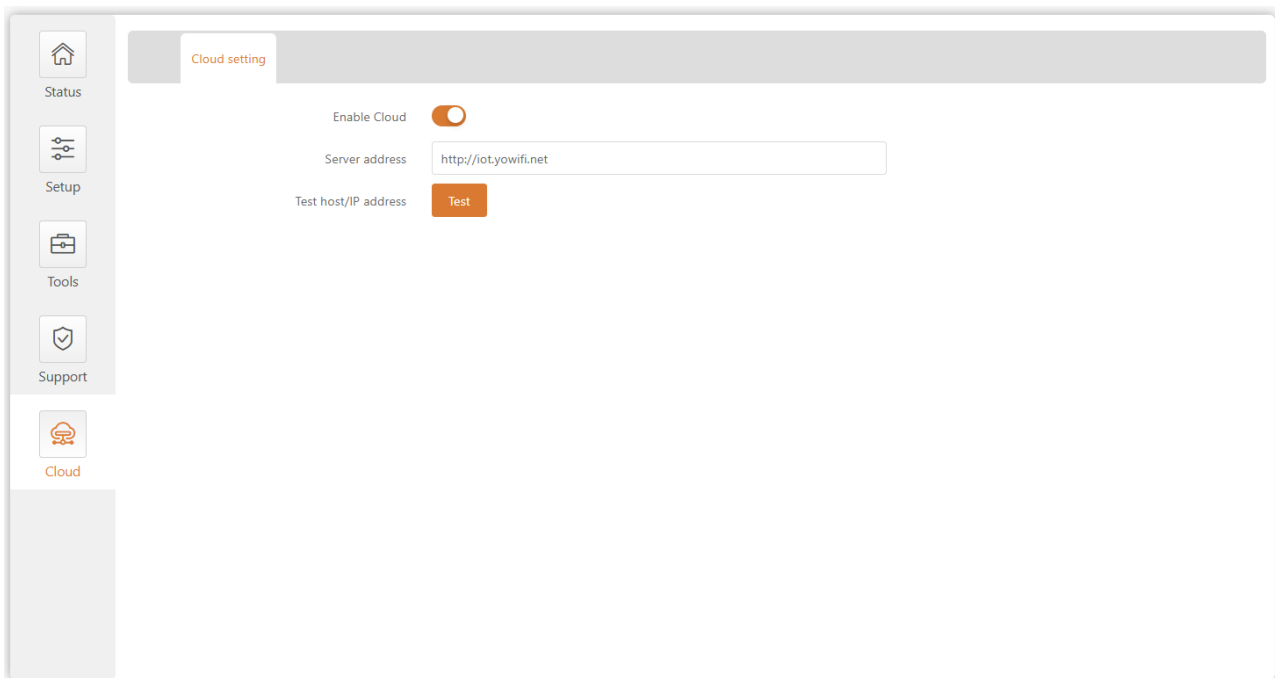 Status
Setup
Tools
Support
Cloud
Cloud setting
Enable Cloud
Server address http://iot.yowifi.net
Test host/IP address Test